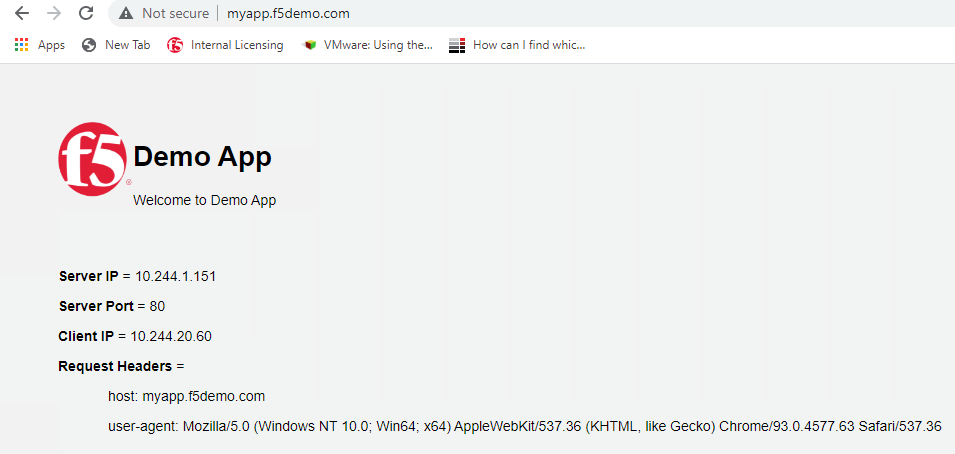 Not secure | myapp.f5demo.com
Apps New Tab Internal Licensing VMware: Using the... How can I find whic...
f5 ®
Demo App
Welcome to Demo App
Server IP = 10.244.1.151
Server Port = 80
Client IP = 10.244.20.60
Request Headers =
host: myapp.f5demo.com
user-agent: Mozilla/5.0 (Windows NT 10.0; Win64; x64) AppleWebKit/537.36 (KHTML, like Gecko) Chrome/93.0.4577.63 Safari/537.36